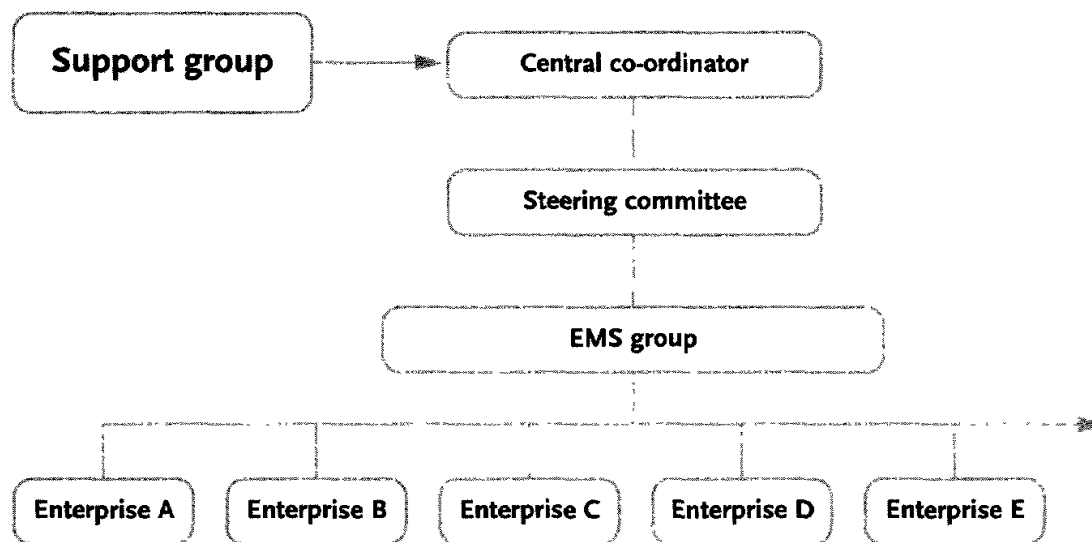 Support group
Central co-ordinator
Steering committee
EMS group
Enterprise A
Enterprise B
Enterprise C
Enterprise D
Enterprise E